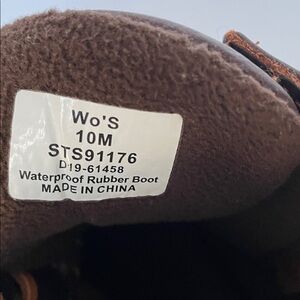 Wo'S
10M
STS91176
D19-61458
Waterproof Rubber Boot
MADE IN CHINA